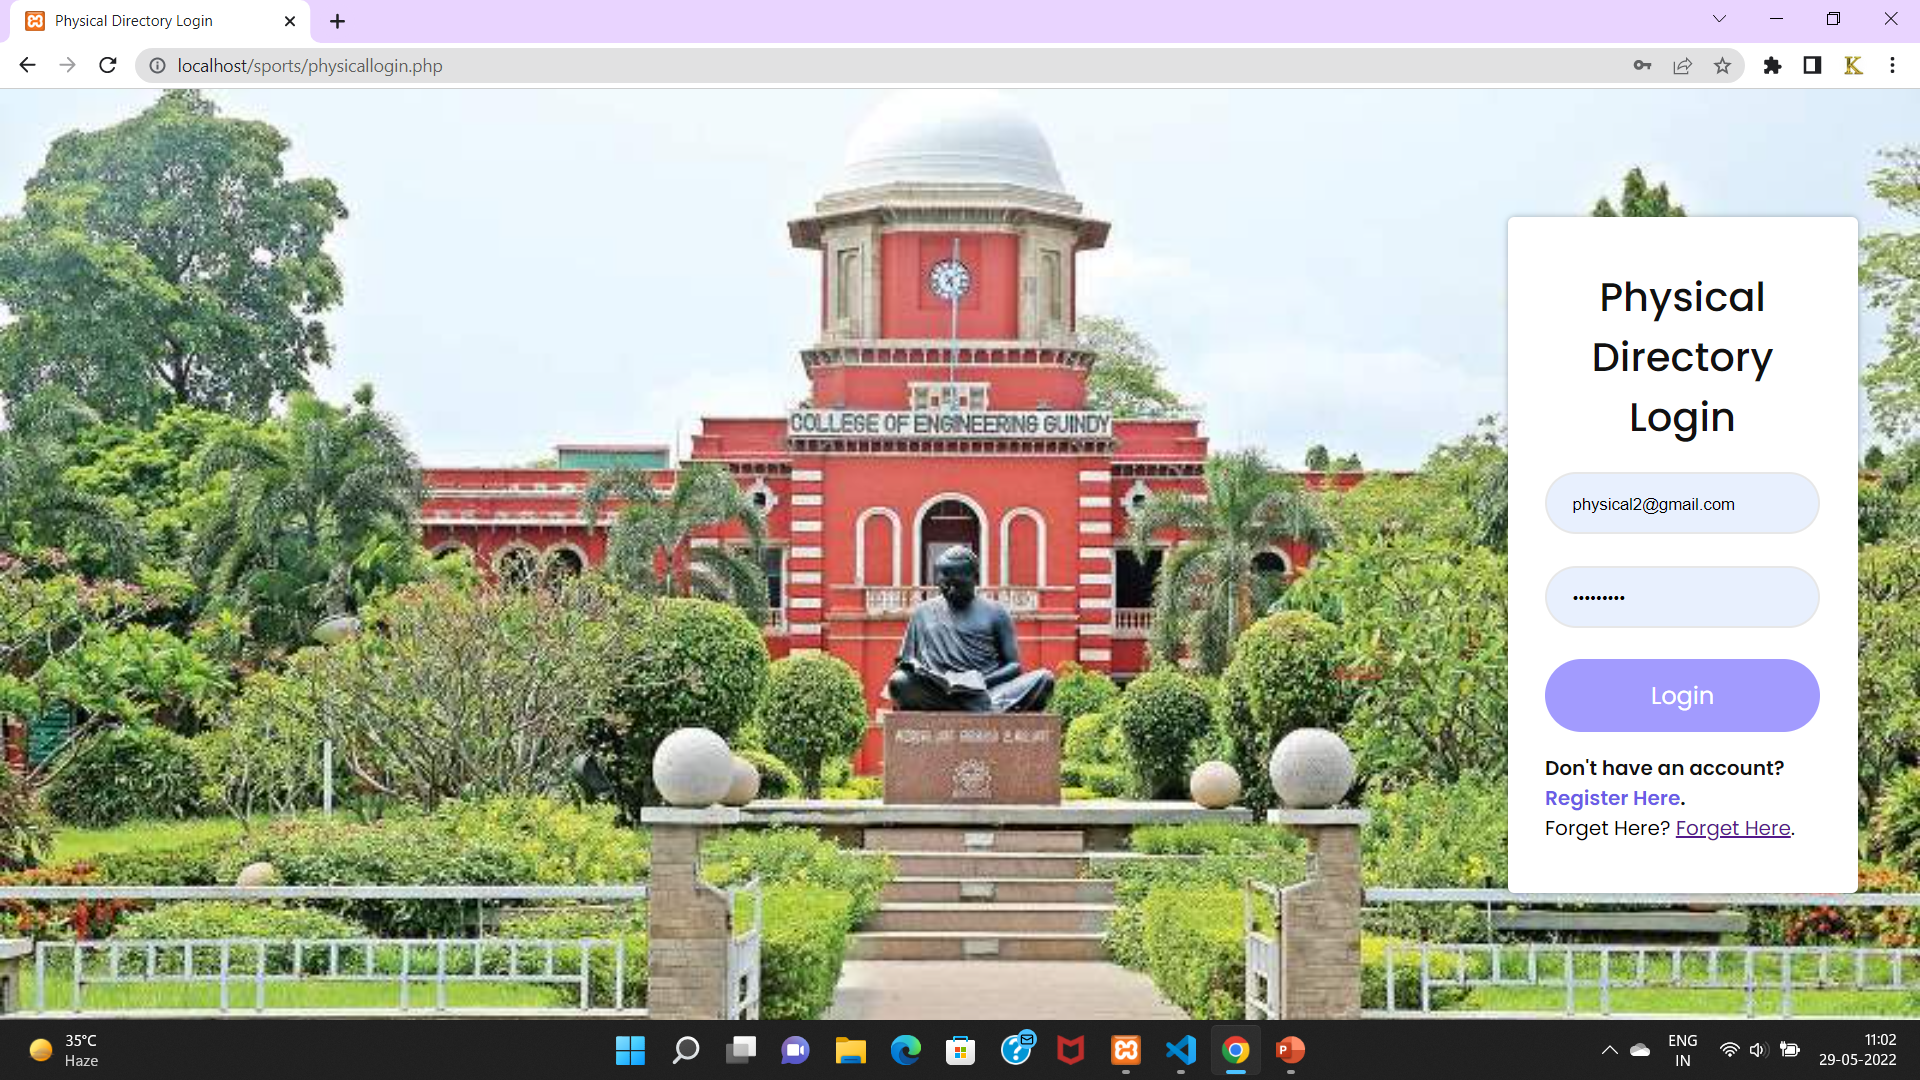 Physical Directory Login
localhost/sports/physicallogin.php
K
COLLEGE OF ENGINEERING GUINDY
Physical
Directory
Login
physical2@gmail.com
•••••••••
Login
Don't have an account?
Register Here.
Forget Here? Forget Here.
35°C
Haze
ENG
IN
11:02
29-05-2022